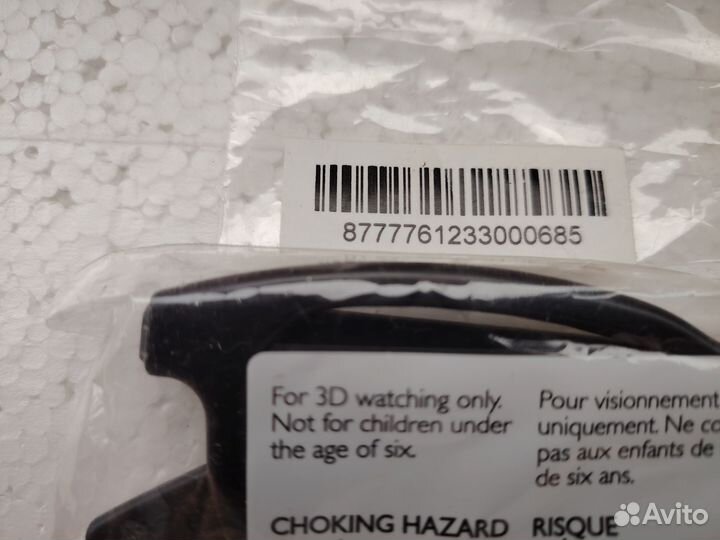 8777761233000685
For 3D watching only.
Not for children under
the age of six.
CHOKING HAZARD
Pour visionnement
uniquement. Ne
pas aux enfants de
de six ans.
RISQUE
Avito